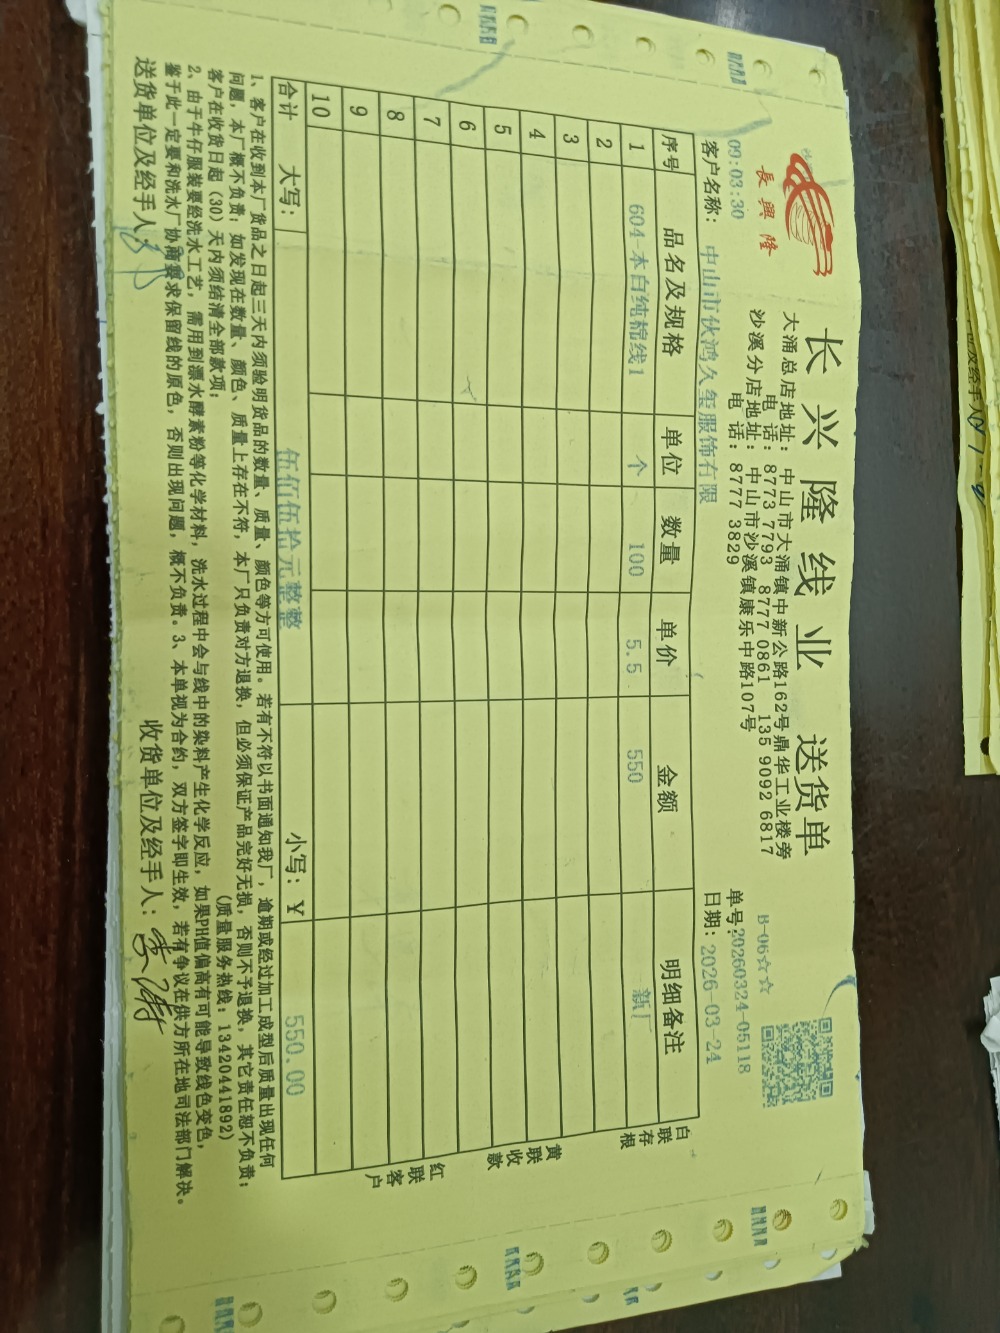 長興隆
长兴隆线业 送货单
大涌总店地址：中山市大涌镇中新公路162号鼎华工业楼旁
电话：8773 7793 8777 0861 135 9092 6817
沙溪分店地址：中山市沙溪镇康乐中路107号
电话：8777 3829
B-06☆☆
单号:20260324-05118
09:03:30
客户名称：中山市伙鸿久玺服饰有限
日期：2026-03-24
序号 品名及规格 单位 数量 单价 金额 明细备注
1 604-本白纯棉线1 个 100 5.5 550 新厂
2
3
4
5
6
7
8
9
10
合计 大写： 伍佰伍拾元整整 小写：￥ 550.00
白联存根
黄联收款
红联客户
1、客户在收到本厂货品之日起三天内须验明货品的数量、质量、颜色等方可使用。若有不符以书面通知我厂，逾期或经过加工成型后质量出现任何
问题，本厂概不负责；如发现在数量、颜色、质量上存在不符，本厂只负责对方退换，但必须保证产品完好无损，否则不予退换，其它责任恕不负责；
客户在收货日起（30）天内须结清全部款项； （质量服务热线：13420441892）
2、由于牛仔服装要经洗水工艺，需用到漂水酵素粉等化学材料，洗水过程中会与线中的染料产生化学反应，如果PH值偏高有可能导致线色变色，
鉴于此一定要和洗水厂协商要求保留线的原色，否则出现问题，概不负责。3、本单视为合约，双方签字即生效，若有争议在供方所在地司法部门解决。
送货单位及经手人：
收货单位及经手人：